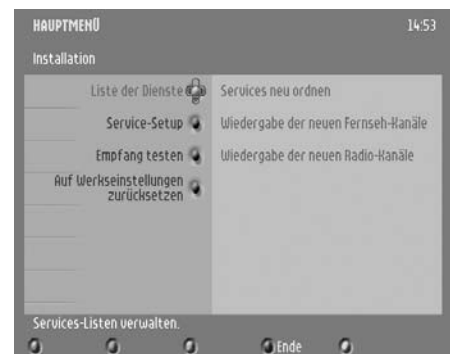 HAUPTMENÜ 14:53
Installation
Liste der Dienste Services neu ordnen
Service-Setup Wiedergabe der neuen Fernseh-Kanäle
Empfang testen Wiedergabe der neuen Radio-Kanäle
Auf Werkseinstellungen
zurücksetzen
Services-Listen verwalten.
Ende